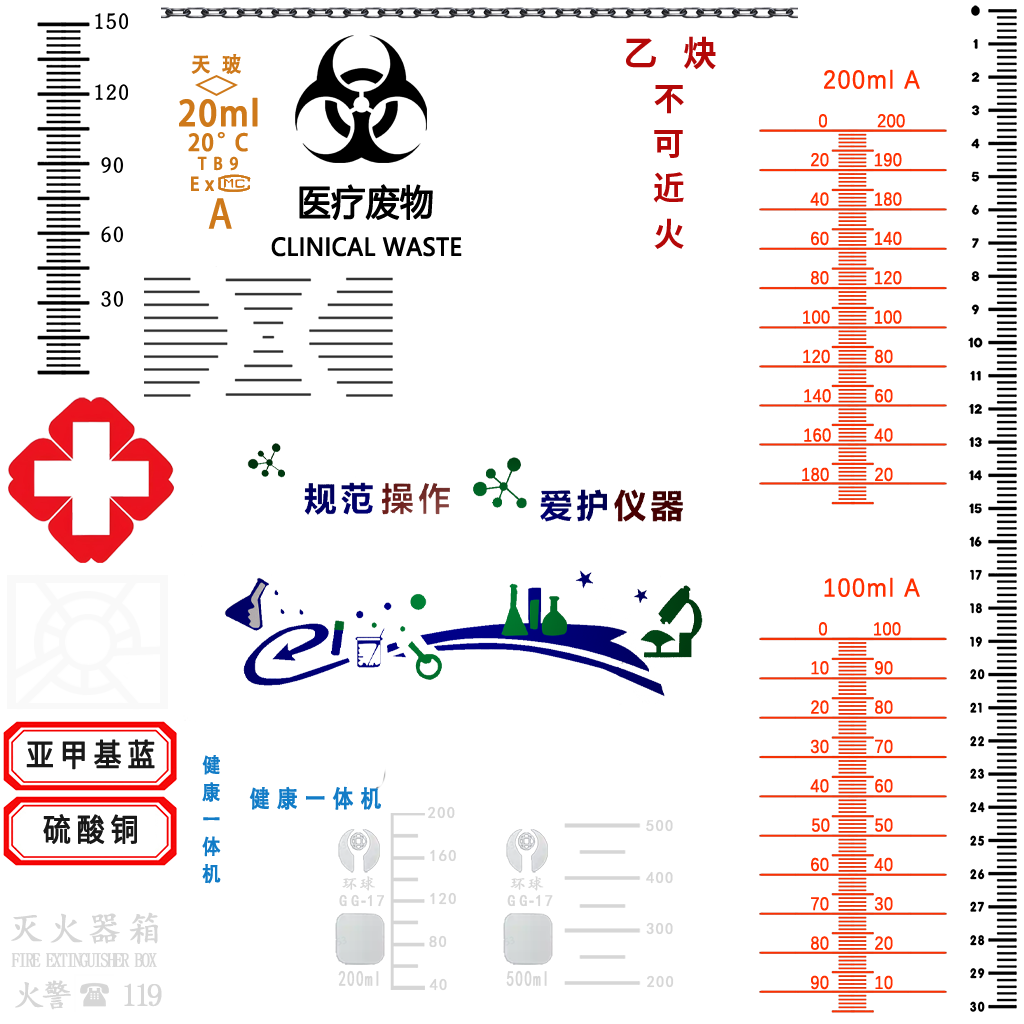 150
120
90
60
30
天 玻
20ml
20°C
TB9
ExMC
A
医疗废物
CLINICAL WASTE
乙 炔
不
可
近
火
200ml A
0 200
20 190
40 180
60 140
80 120
100 100
120 80
140 60
160 40
180 20
100ml A
0 100
10 90
20 80
30 70
40 60
50 50
60 40
70 30
80 20
90 10
0
1
2
3
4
5
6
7
8
9
10
11
12
13
14
15
16
17
18
19
20
21
22
23
24
25
26
27
28
29
30
规范操作
爱护仪器
亚甲基蓝
硫酸铜
健
康
一
体
机
健康一体机
环球
GG-17
200ml
200
160
120
80
40
环球
GG-17
500ml
500
400
300
200
灭火器箱
FIRE EXTINGUISHER BOX
火警☎119